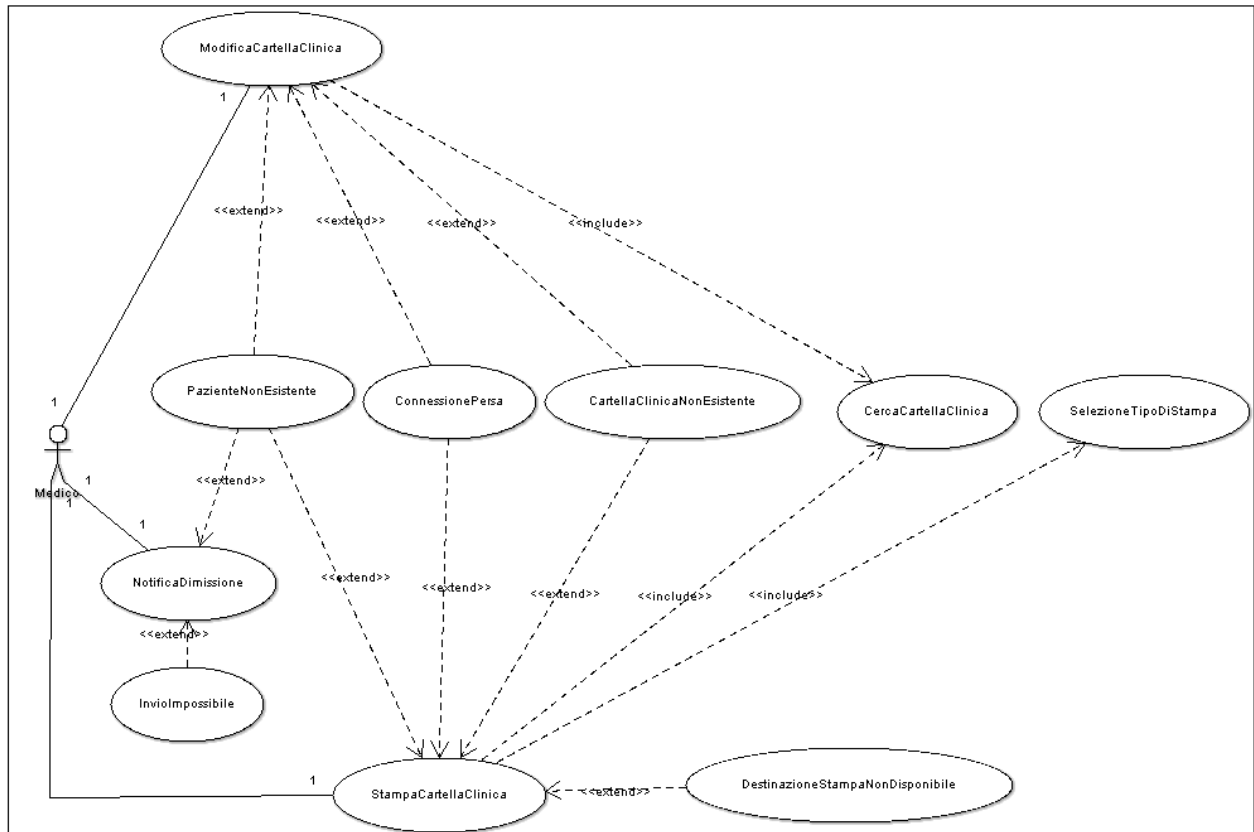 ModificaCartellaClinica
1
<<extend>>
<<extend>>
<<extend>>
<<include>>
PazienteNonEsistente
ConnessionePersa
CartellaClinicaNonEsistente
CercaCartellaClinica
SelezioneTipoDiStampa
1
Medico
1
1
<<extend>>
1
NotificaDimissione
<<extend>>
<<extend>>
<<extend>>
<<include>>
<<include>>
<<extend>>
InvioImpossibile
1
StampaCartellaClinica
<<extend>>
DestinazioneStampaNonDisponibile